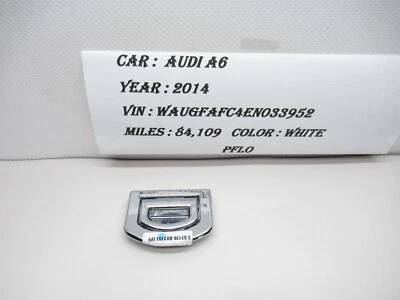 CAR : AUDI A6
YEAR : 2014
VIN : WAUGFAFC4EN033952
MILES : 84,109 COLOR : WHITE
PFLO